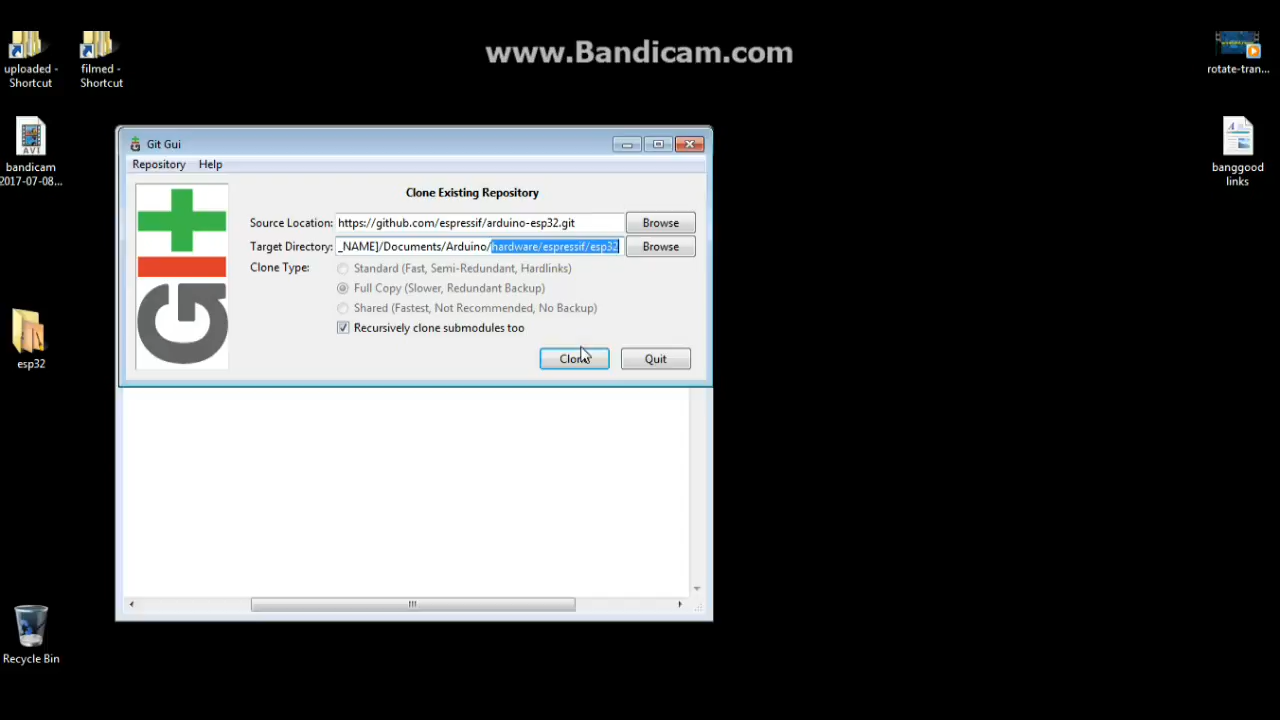 www.Bandicam.com
uploaded -
Shortcut
filmed -
Shortcut
rotate-tran...
bandicam
2017-07-08...
banggood
links
esp32
Recycle Bin
Git Gui
Repository Help
GIT
Clone Existing Repository
Source Location: https://github.com/espressif/arduino-esp32.git Browse
Target Directory: _NAME]/Documents/Arduino/hardware/espressif/esp32 Browse
Clone Type: Standard (Fast, Semi-Redundant, Hardlinks)
Full Copy (Slower, Redundant Backup)
Shared (Fastest, Not Recommended, No Backup)
Recursively clone submodules too
Clone Quit